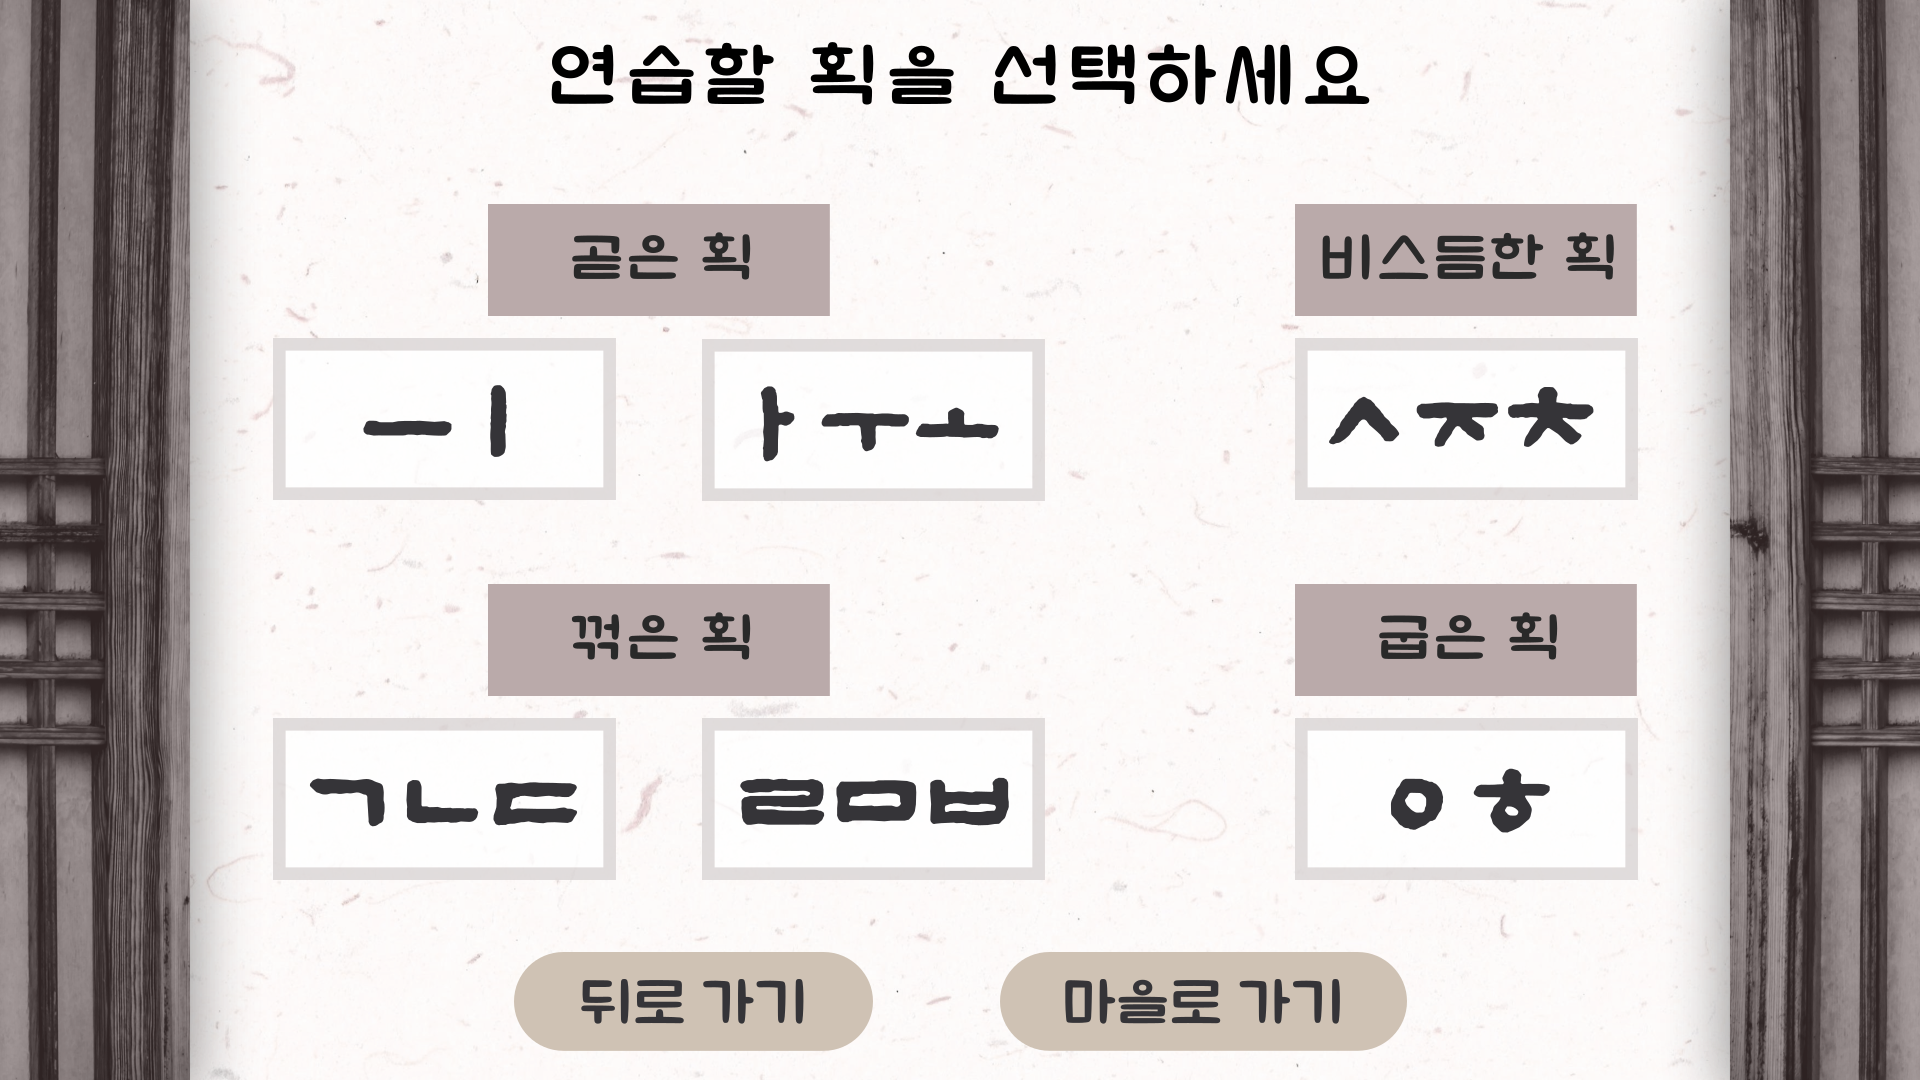 연습할 획을 선택하세요
곧은 획
비스듬한 획
ㅡ ㅣ
ㅏ ㅜ ㅗ
ㅅ ㅈ ㅊ
꺾은 획
굽은 획
ㄱ ㄴ ㄷ
ㄹ ㅁ ㅂ
ㅇ ㅎ
뒤로 가기
마을로 가기